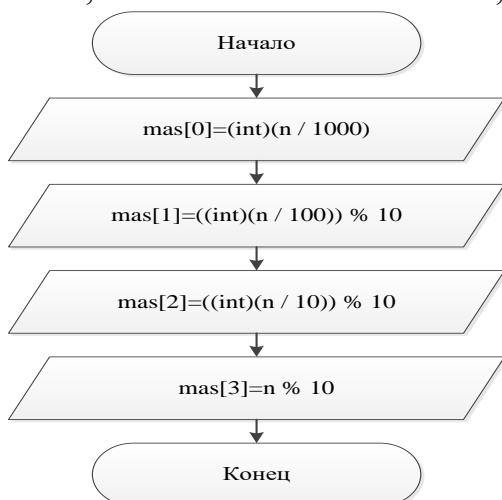 Начало
mas[0]=(int)(n / 1000)
mas[1]=((int)(n / 100)) % 10
mas[2]=((int)(n / 10)) % 10
mas[3]=n % 10
Конец